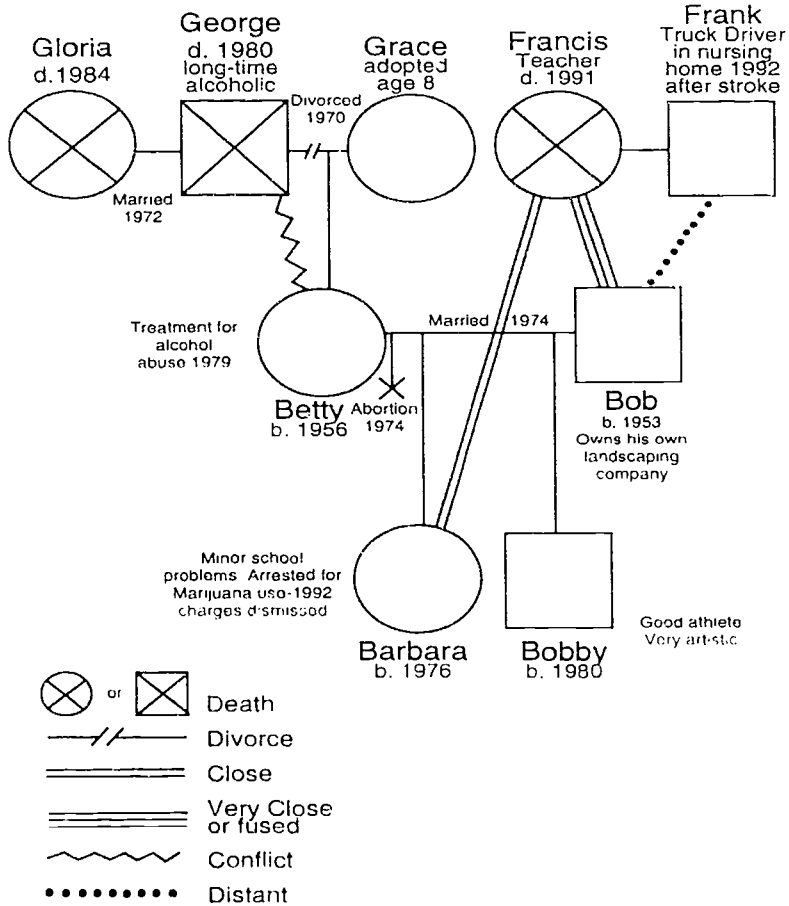 Gloria
d.1984
George
d. 1980
long-time
alcoholic
Divorced
1970
Grace
adopted
age 8
Francis
Teacher
d. 1991
Frank
Truck Driver
in nursing
home 1992
after stroke
Married
1972
Treatment for
alcohol
abuse 1979
Betty
b. 1956
Abortion
1974
Married 1974
Bob
b. 1953
Owns his own
landscaping
company
Minor school
problems Arrested for
Marijuana use-1992
charges dismissed
Barbara
b. 1976
Bobby
b. 1980
Good athlete
Very artistic
or
Death
Divorce
Close
Very Close
or fused
Conflict
Distant